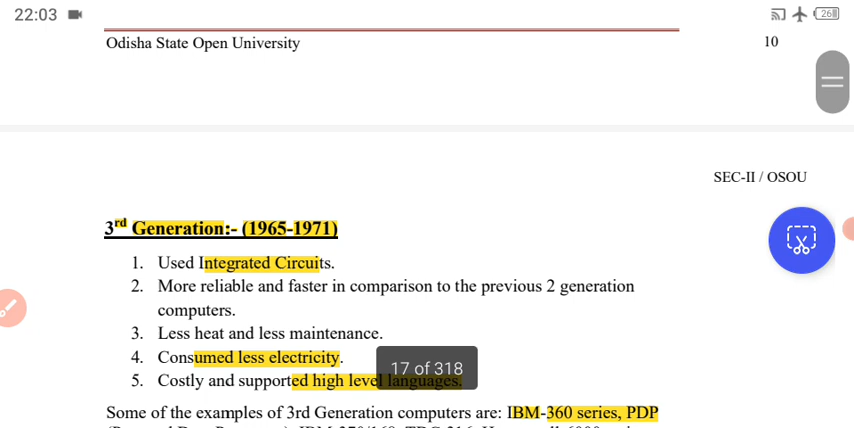 22:03
26
Odisha State Open University 10
SEC-II / OSOU
3rd Generation:- (1965-1971)
1. Used Integrated Circuits.
2. More reliable and faster in comparison to the previous 2 generation
computers.
3. Less heat and less maintenance.
4. Consumed less electricity.
17 of 318
5. Costly and supported high level languages.
Some of the examples of 3rd Generation computers are: IBM-360 series, PDP